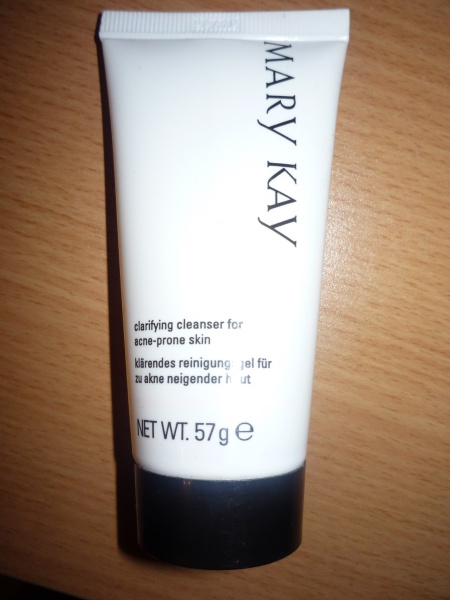 MARY KAY
clarifying cleanser for
acne-prone skin
klärendes reinigungsgel für
zu akne neigender haut
NET WT. 57g e